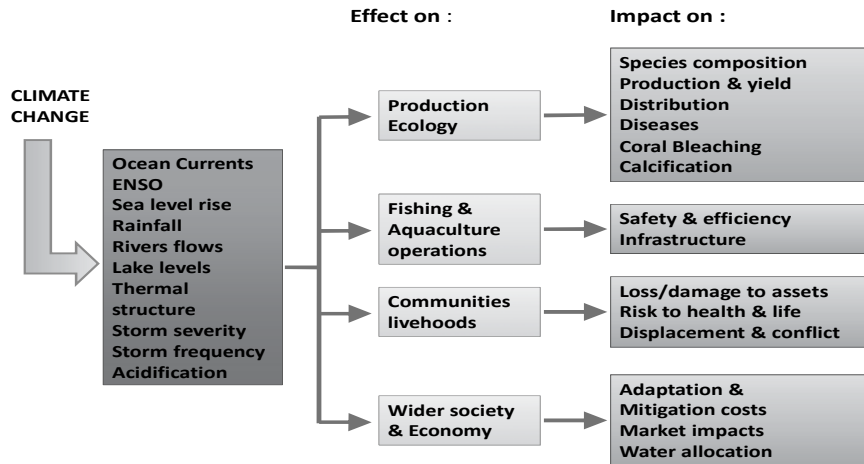 Effect on :
Impact on :
CLIMATE
CHANGE
Ocean Currents
ENSO
Sea level rise
Rainfall
Rivers flows
Lake levels
Thermal
structure
Storm severity
Storm frequency
Acidification
Production
Ecology
Species composition
Production & yield
Distribution
Diseases
Coral Bleaching
Calcification
Fishing &
Aquaculture
operations
Safety & efficiency
Infrastructure
Communities
livehoods
Loss/damage to assets
Risk to health & life
Displacement & conflict
Wider society
& Economy
Adaptation &
Mitigation costs
Market impacts
Water allocation